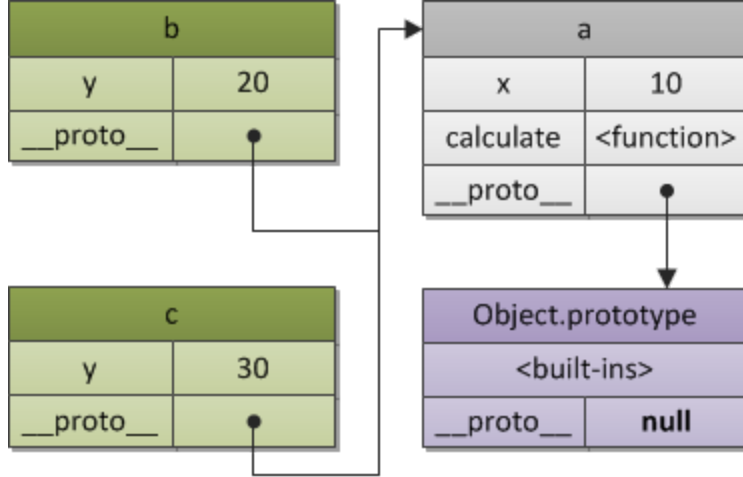 b
y 20
__proto__
a
x 10
calculate <function>
__proto__
c
y 30
__proto__
Object.prototype
<built-ins>
__proto__ null